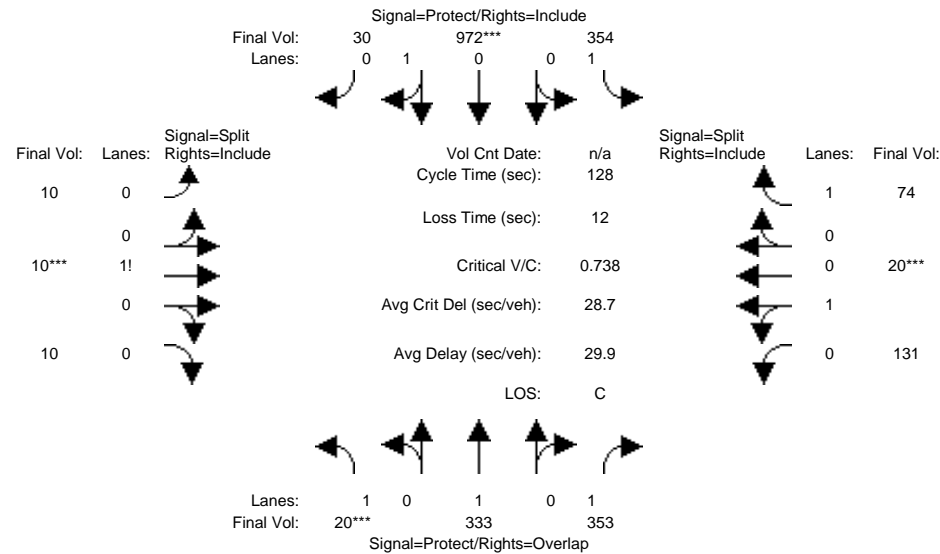 Signal=Protect/Rights=Include
Final Vol: 30 972*** 354
Lanes: 0 1 0 0 1
Signal=Split
Final Vol: Lanes: Rights=Include
Vol Cnt Date: n/a
Signal=Split
Rights=Include Lanes: Final Vol:
Cycle Time (sec): 128
10 0
1 74
Loss Time (sec): 12
0
0
10*** 1!
Critical V/C: 0.738
0 20***
0
Avg Crit Del (sec/veh): 28.7
1
10 0
Avg Delay (sec/veh): 29.9
0 131
LOS: C
Lanes: 1 0 1 0 1
Final Vol: 20*** 333 353
Signal=Protect/Rights=Overlap